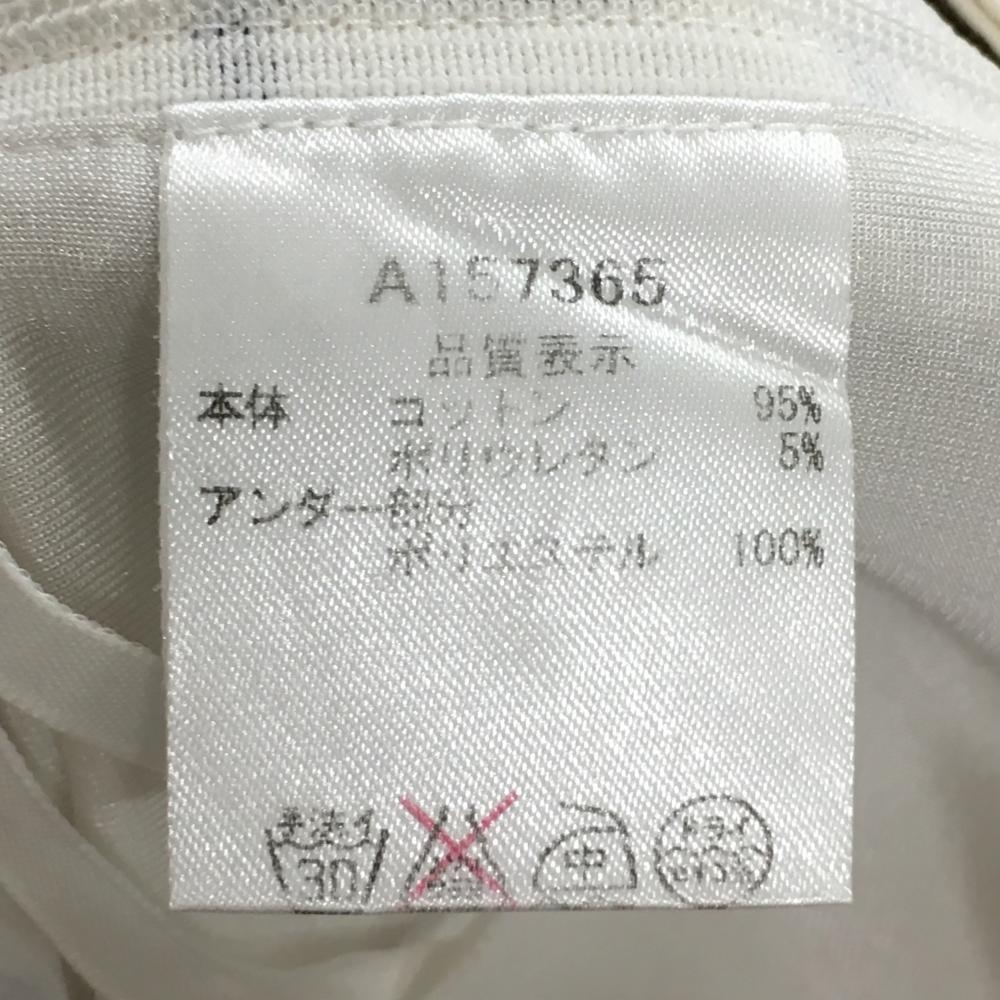 A157365
品質表示
本体 コットン 95%
ポリウレタン 5%
アンダー部分
ポリエステル 100%
手洗イ 30 中 ドライ